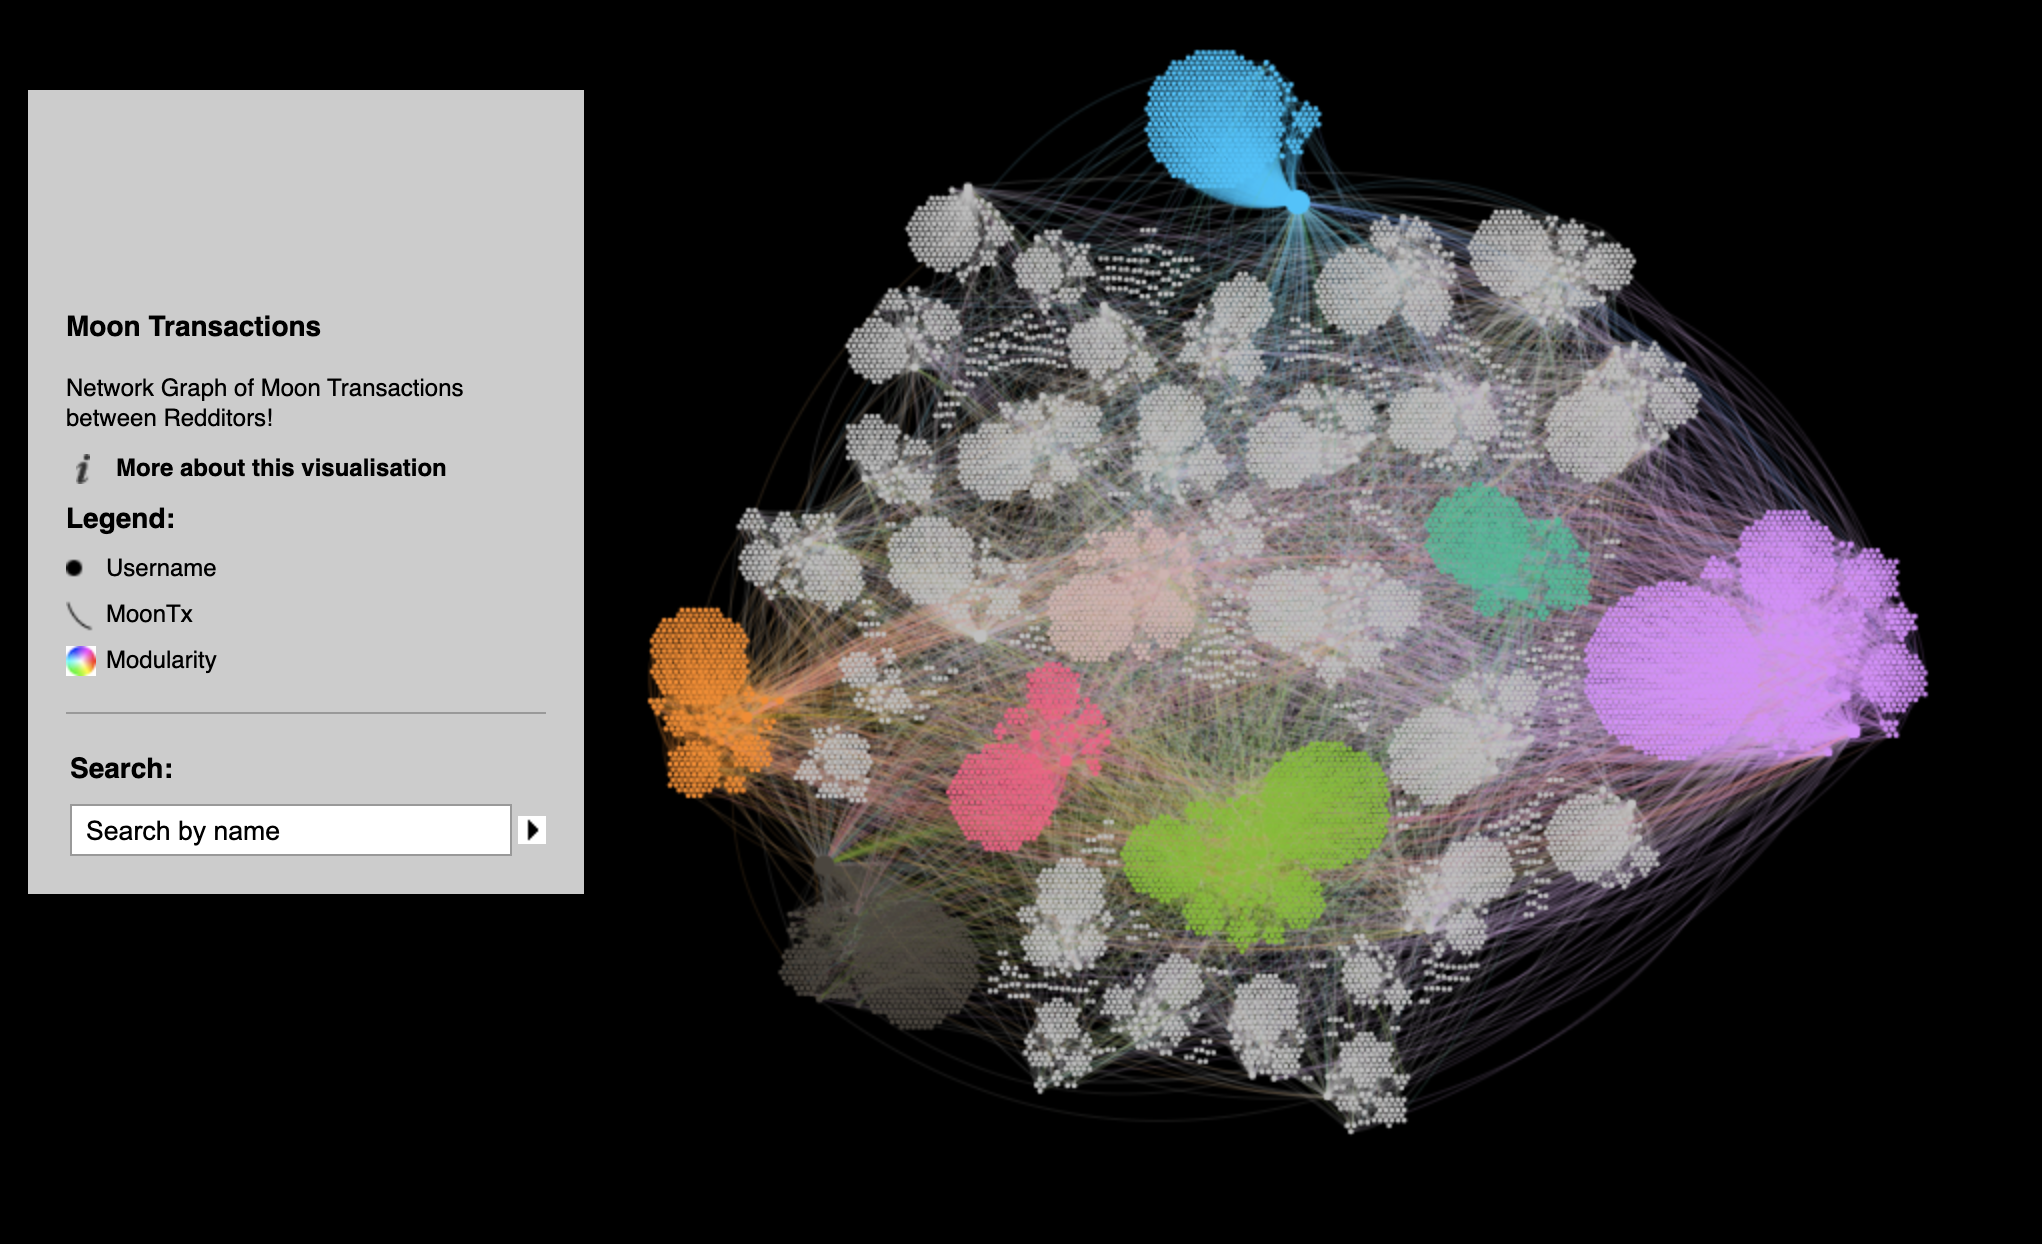 Moon Transactions
Network Graph of Moon Transactions
between Redditors!
i More about this visualisation
Legend:
Username
MoonTx
Modularity
Search:
Search by name